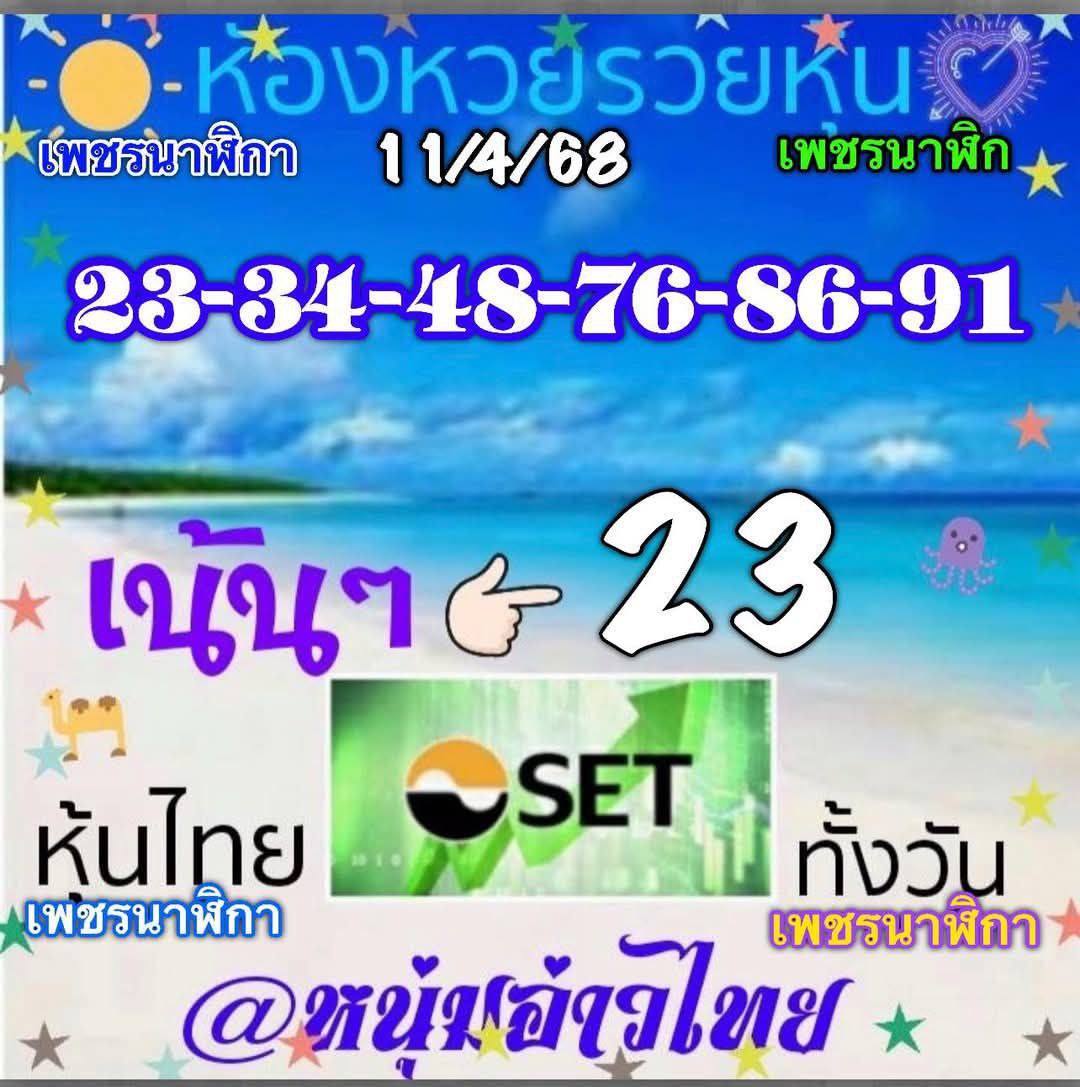 ห้องหวยรวยหุ้น
เพชรนาฬิกา 11/4/68 เพชรนาฬิก
23-34-48-76-86-91
เน้นๆ 23
SET
หุ้นไทย ทั้งวัน
เพชรนาฬิกา เพชรนาฬิกา
@หนุ่มอ่าวไทย